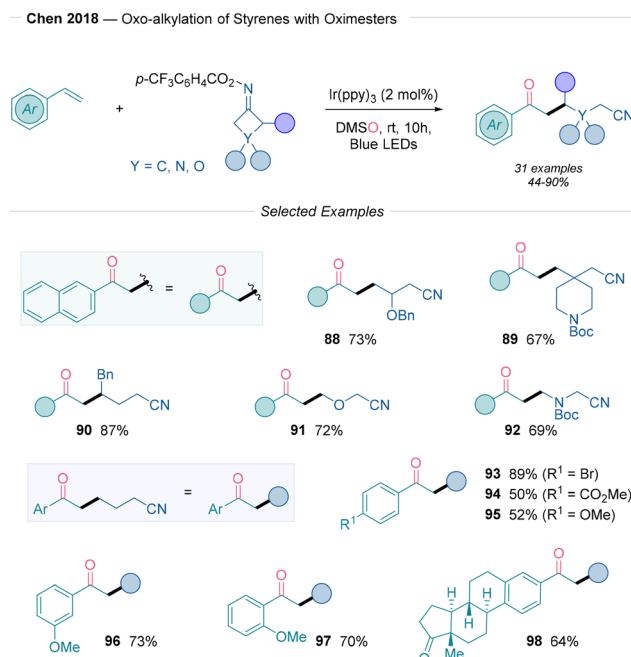 Chen 2018 — Oxo-alkylation of Styrenes with Oximesters
Ar
+
p-CF3C6H4CO2
N
Y
Y = C, N, O
Ir(ppy)3 (2 mol%)
DMSO, rt, 10h,
Blue LEDs
O
Ar
Y
CN
31 examples
44-90%
Selected Examples
O
=
O
O
CN
OBn
88 73%
O
CN
N
Boc
89 67%
O
Bn
CN
90 87%
O
O
CN
91 72%
O
N
Boc
CN
92 69%
O
Ar
CN
=
O
Ar
O
R1
93 89% (R1 = Br)
94 50% (R1 = CO2Me)
95 52% (R1 = OMe)
O
OMe
96 73%
O
OMe
97 70%
O
H
H
H
Me
O
98 64%